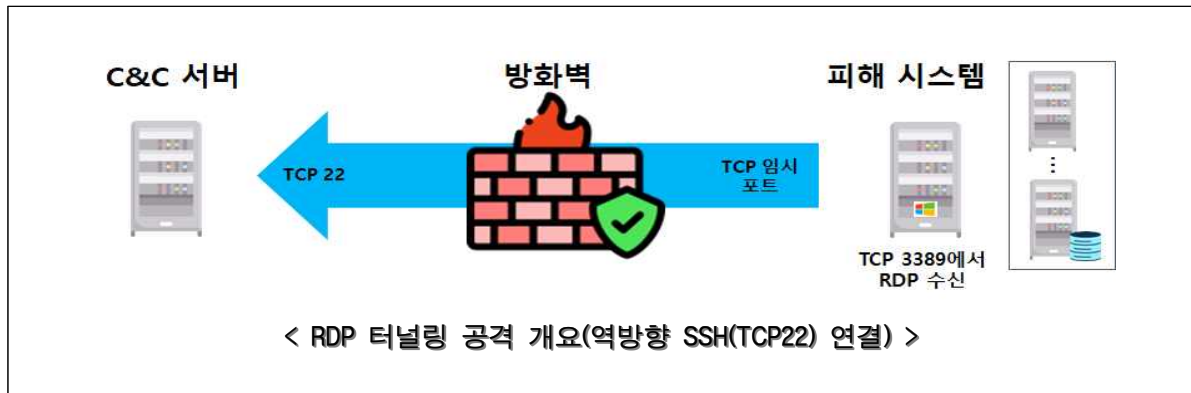 C&C 서버
방화벽
피해 시스템
TCP 22
TCP 임시
포트
⋮
TCP 3389에서
RDP 수신
< RDP 터널링 공격 개요(역방향 SSH(TCP22) 연결) >